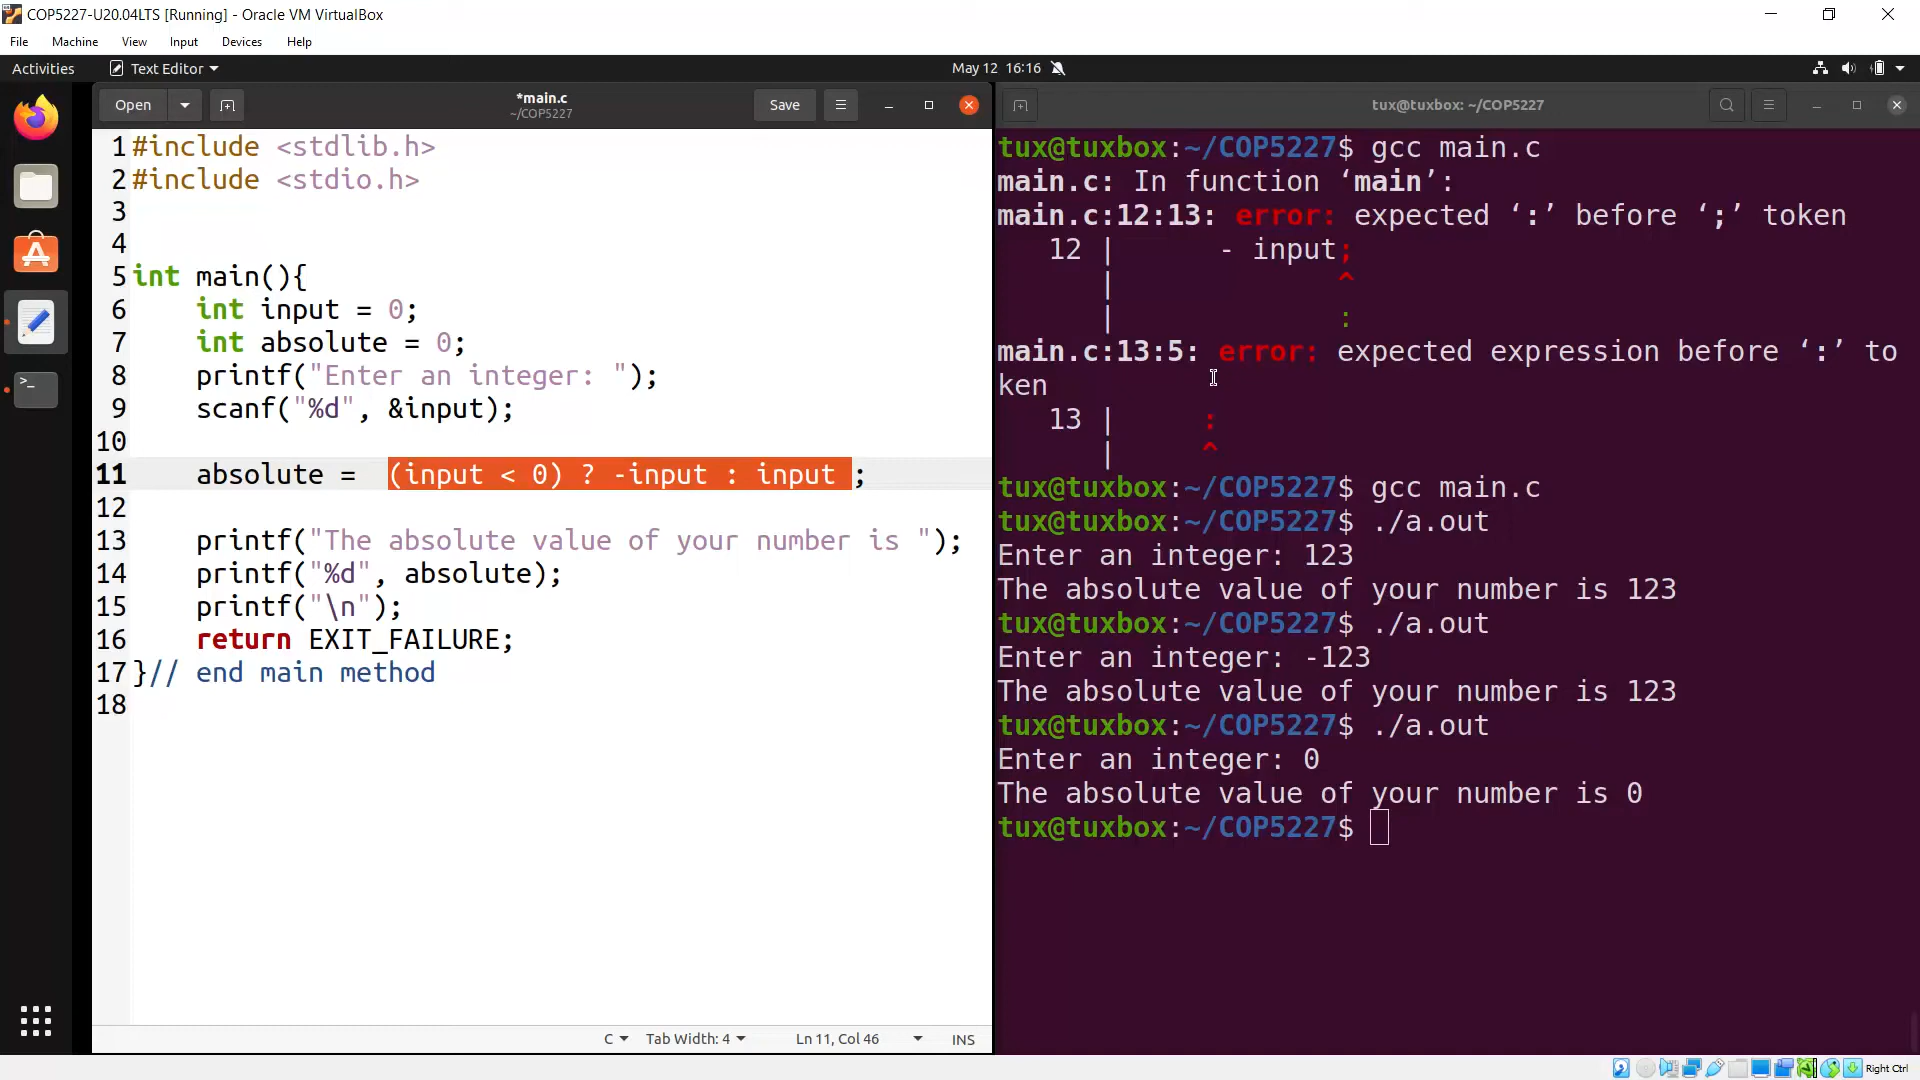 COP5227-U20.04LTS [Running] - Oracle VM VirtualBox
File Machine View Input Devices Help
Activities Text Editor May 12 16:16
Open *main.c Save
~/COP5227
tux@tuxbox: ~/COP5227
1 #include <stdlib.h>
2 #include <stdio.h>
3
4
5 int main(){
6     int input = 0;
7     int absolute = 0;
8     printf("Enter an integer: ");
9     scanf("%d", &input);
10
11     absolute =  (input < 0) ? -input : input ;
12
13     printf("The absolute value of your number is ");
14     printf("%d", absolute);
15     printf("\n");
16     return EXIT_FAILURE;
17 }// end main method
18
C Tab Width: 4 Ln 11, Col 46 INS
tux@tuxbox:~/COP5227$ gcc main.c
main.c: In function ‘main’:
main.c:12:13: error: expected ‘:’ before ‘;’ token
   12 |       - input;
      |              ^
      |              :
main.c:13:5: error: expected expression before ‘:’ to
ken
   13 |     :
      |     ^
tux@tuxbox:~/COP5227$ gcc main.c
tux@tuxbox:~/COP5227$ ./a.out
Enter an integer: 123
The absolute value of your number is 123
tux@tuxbox:~/COP5227$ ./a.out
Enter an integer: -123
The absolute value of your number is 123
tux@tuxbox:~/COP5227$ ./a.out
Enter an integer: 0
The absolute value of your number is 0
tux@tuxbox:~/COP5227$
Right Ctrl